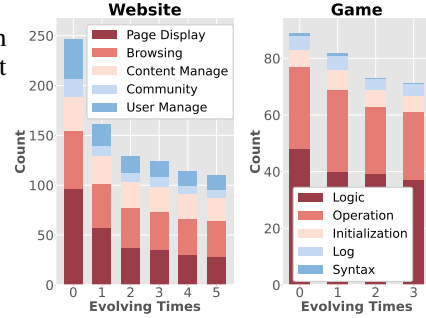 n
t
Website
Game
250
200
150
100
50
0
Count
Page Display
Browsing
Content Manage
Community
User Manage
0 1 2 3 4 5
Evolving Times
80
60
40
20
0
Count
Logic
Operation
Initialization
Log
Syntax
0 1 2 3
Evolving Times